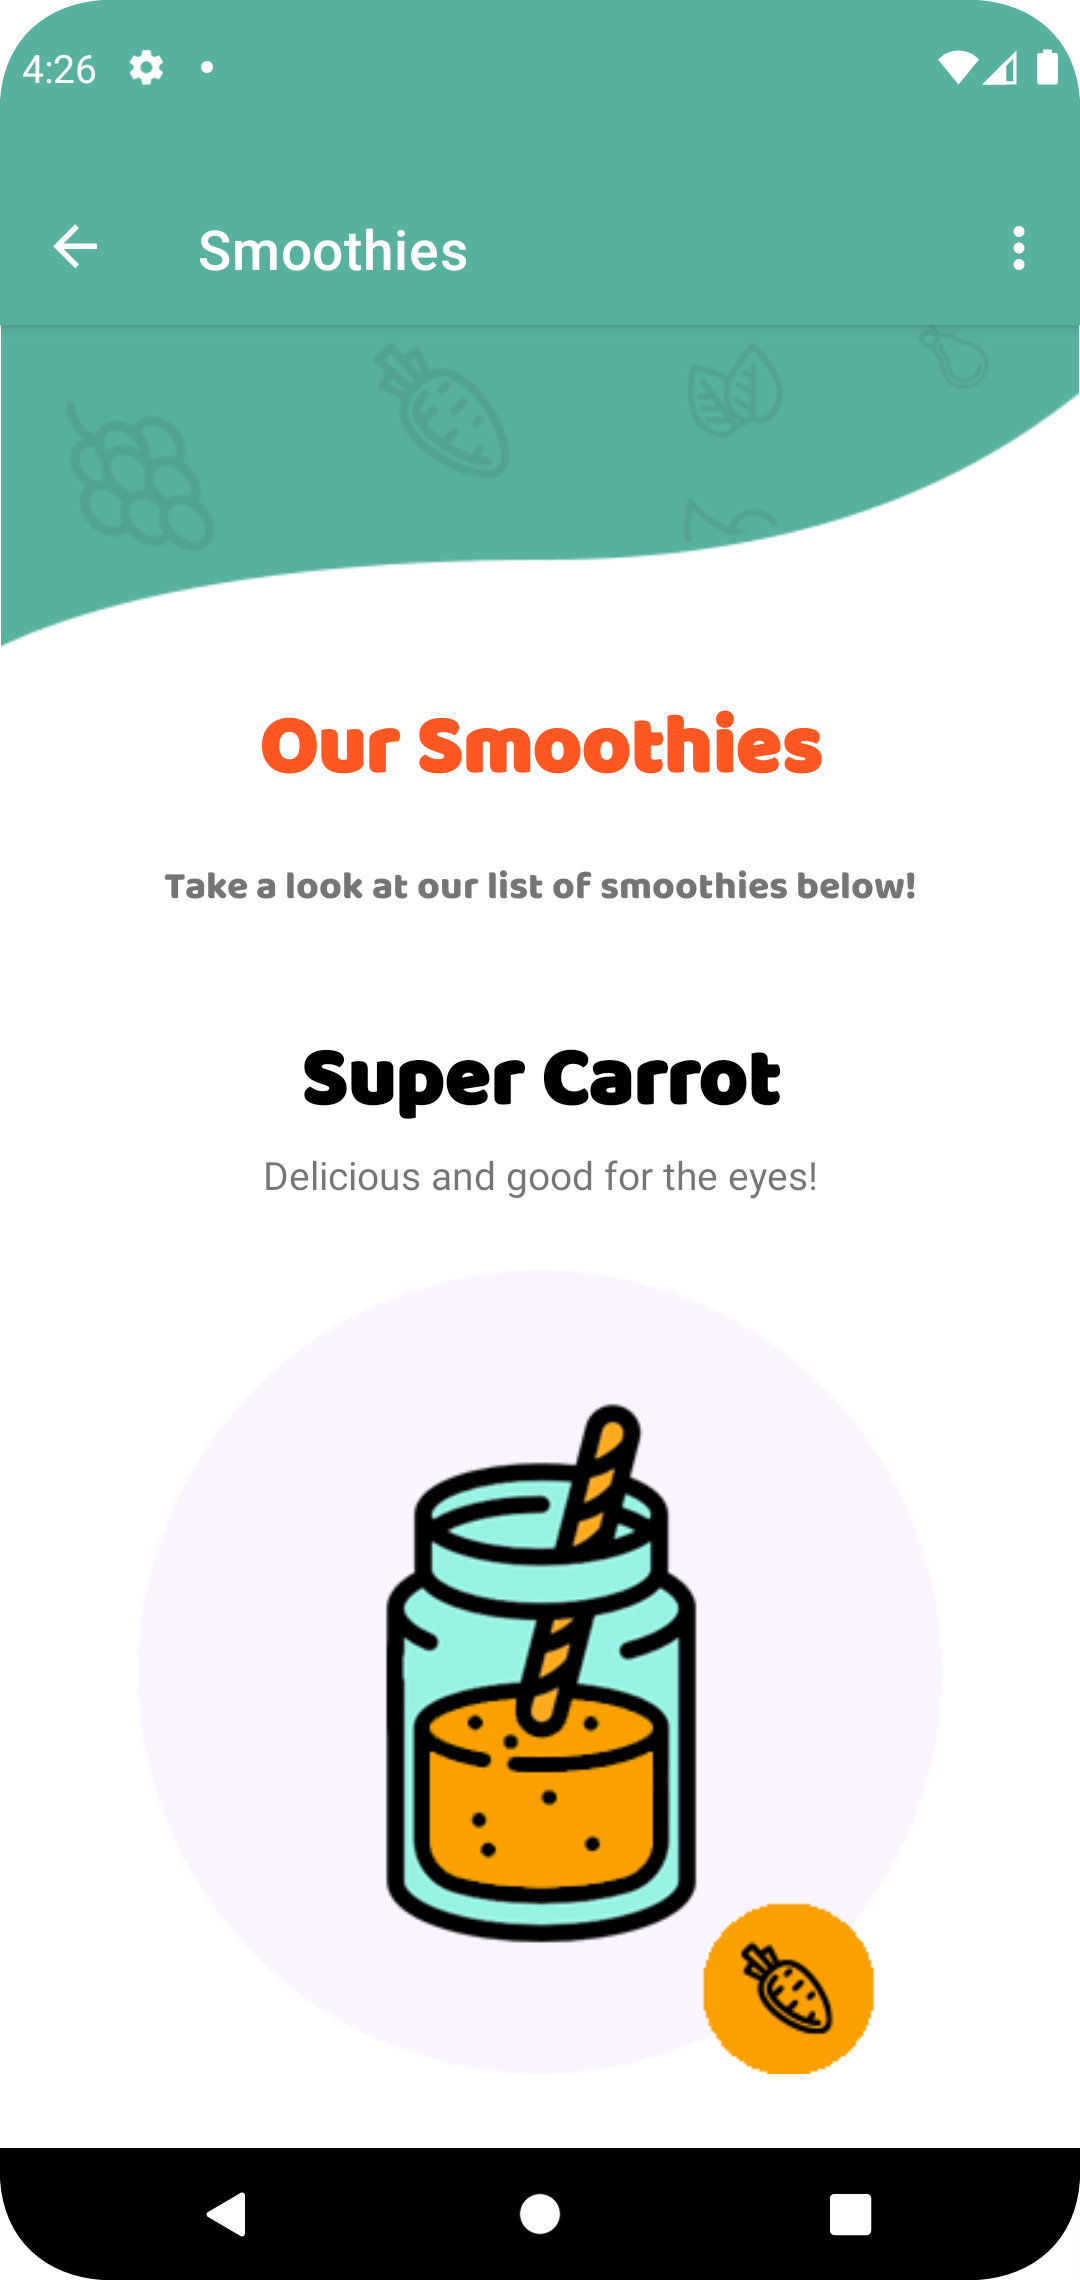 4:26
Smoothies
Our Smoothies
Take a look at our list of smoothies below!
Super Carrot
Delicious and good for the eyes!